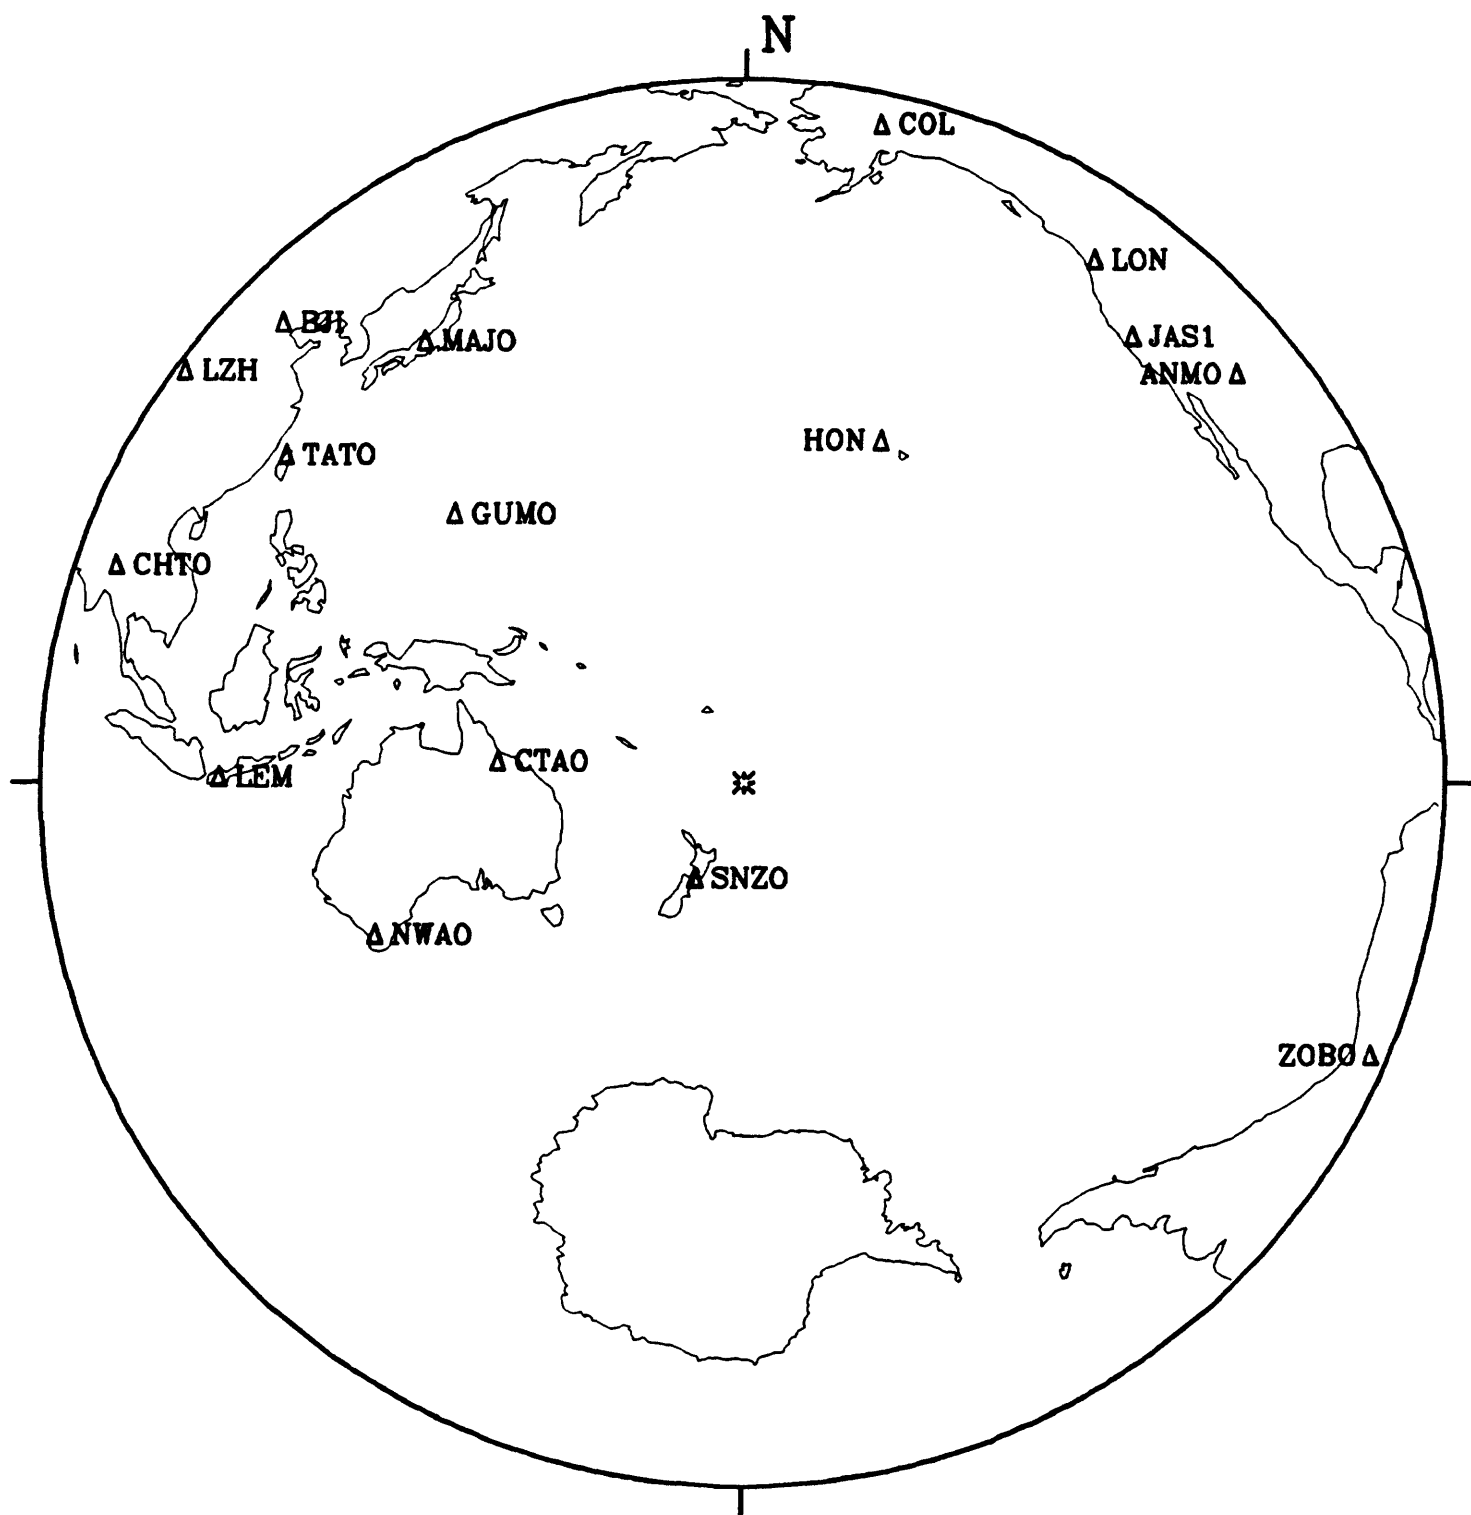 N
COL
LON
BJI
JAS1
MAJO
LZH
ANMO
HON
TATO
GUMO
CHTO
CTAO
LEM
SNZO
NWAO
ZOBO